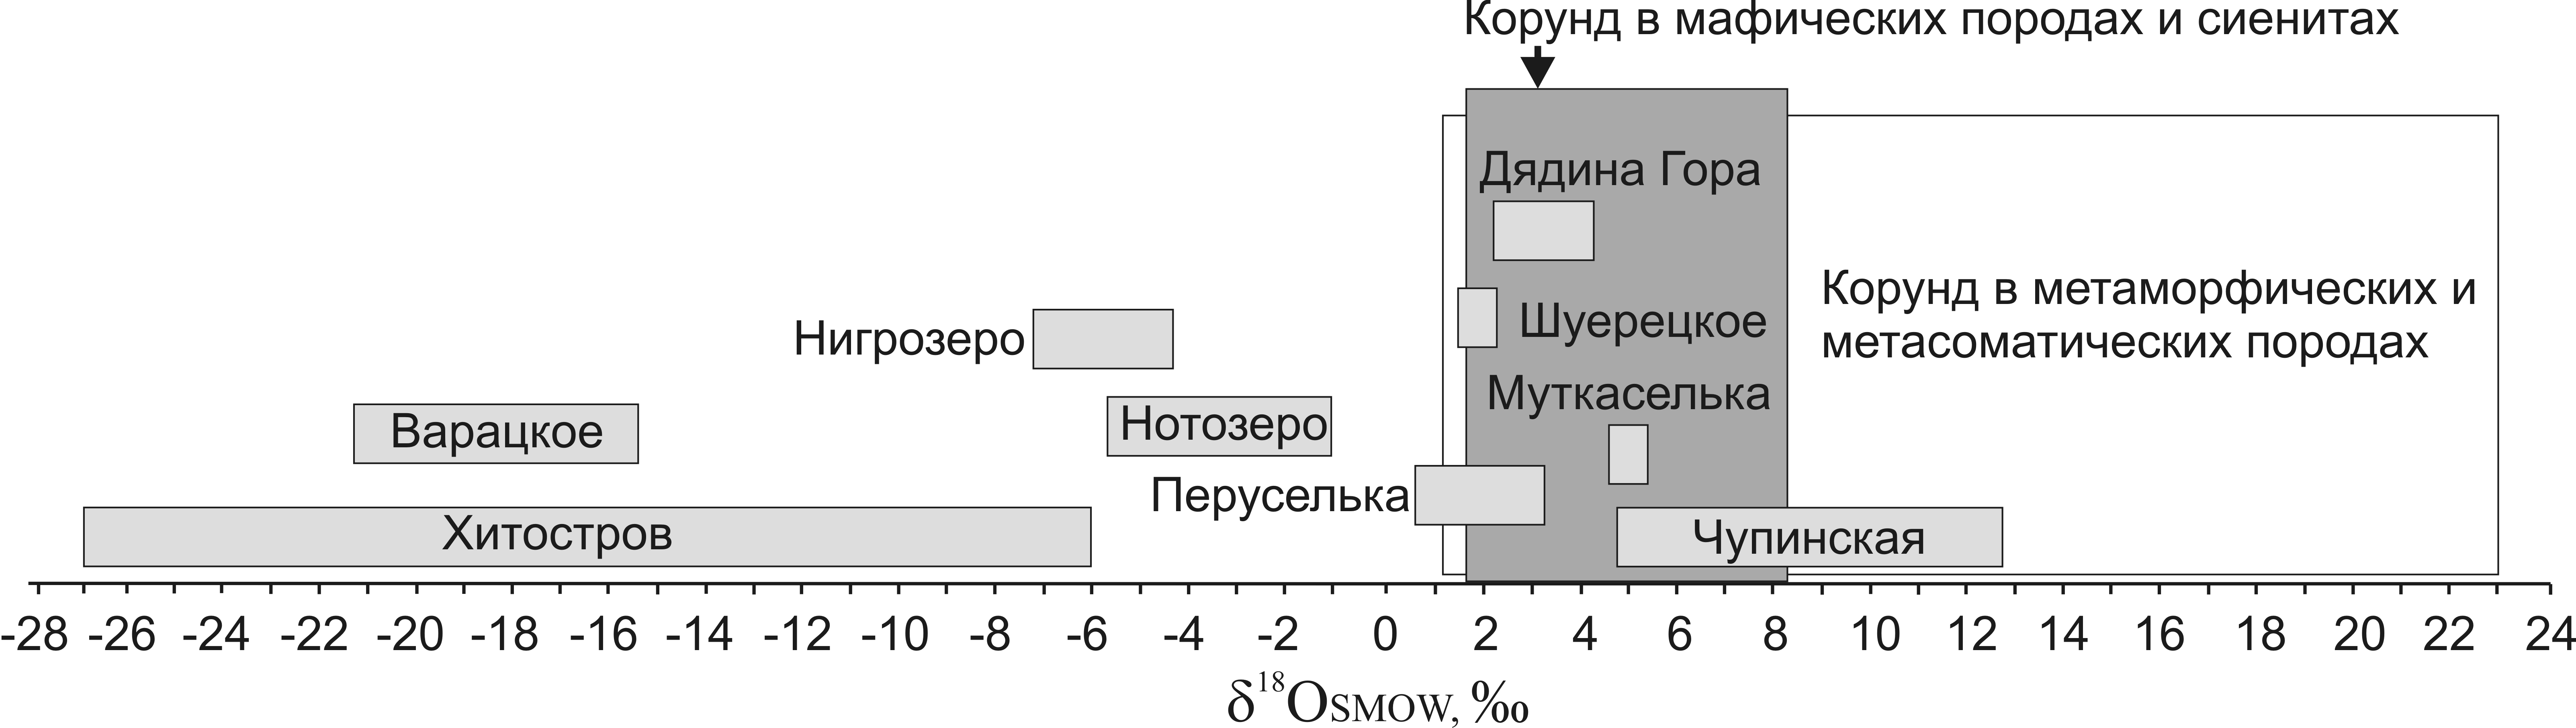 Корунд в мафических породах и сиенитах
Дядина Гора
Корунд в метаморфических и
метасоматических породах
Нигрозеро
Шуерецкое
Муткаселька
Варацкое
Нотозеро
Перуселька
Хитостров
Чупинская
-28 -26 -24 -22 -20 -18 -16 -14 -12 -10 -8 -6 -4 -2 0 2 4 6 8 10 12 14 16 18 20 22 24
δ¹⁸OSMOW, ‰